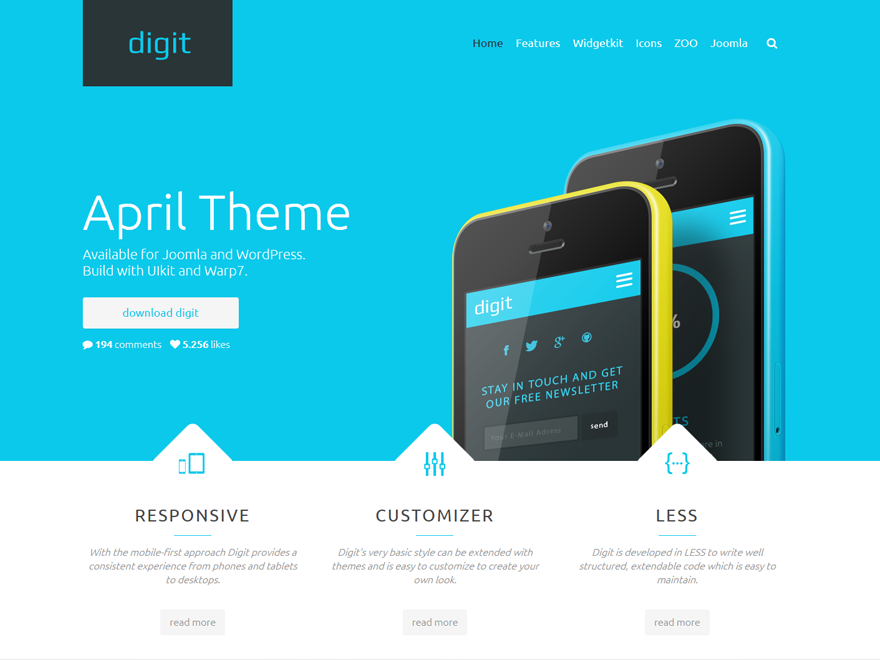 digit
Home Features Widgetkit Icons ZOO Joomla
April Theme
Available for Joomla and WordPress.
Build with UIkit and Warp7.
download digit
194 comments 5.256 likes
digit
STAY IN TOUCH AND GET
OUR FREE NEWSLETTER
Your E-Mail Adress
send
%
TS
re in
RESPONSIVE
With the mobile-first approach Digit provides a
consistent experience from phones and tablets
to desktops.
read more
CUSTOMIZER
Digit's very basic style can be extended with
themes and is easy to customize to create your
own look.
read more
LESS
Digit is developed in LESS to write well
structured, extendable code which is easy to
maintain.
read more